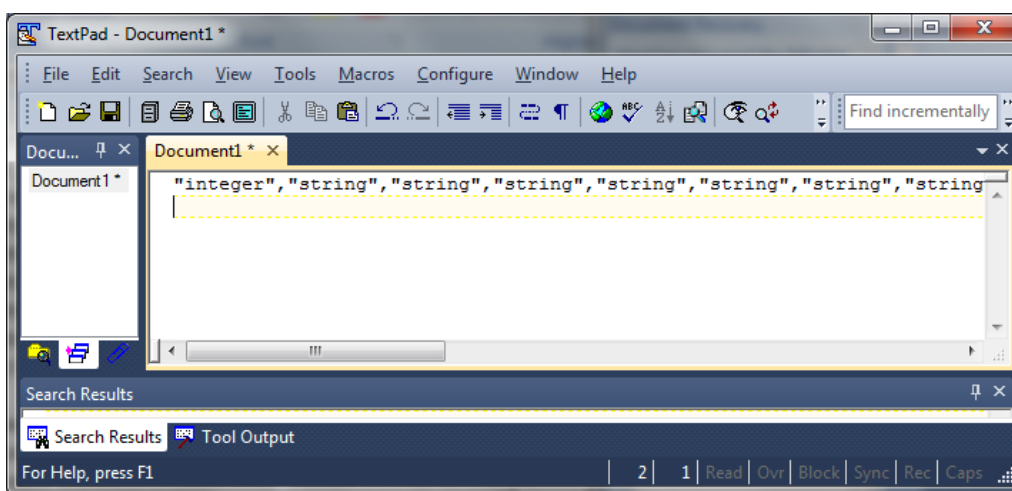 TextPad - Document1 *
File Edit Search View Tools Macros Configure Window Help
Find incrementally
Docu...
Document1 *
Document1 *
"integer","string","string","string","string","string","string","string
Search Results
Search Results Tool Output
For Help, press F1 2 1 Read Ovr Block Sync Rec Caps